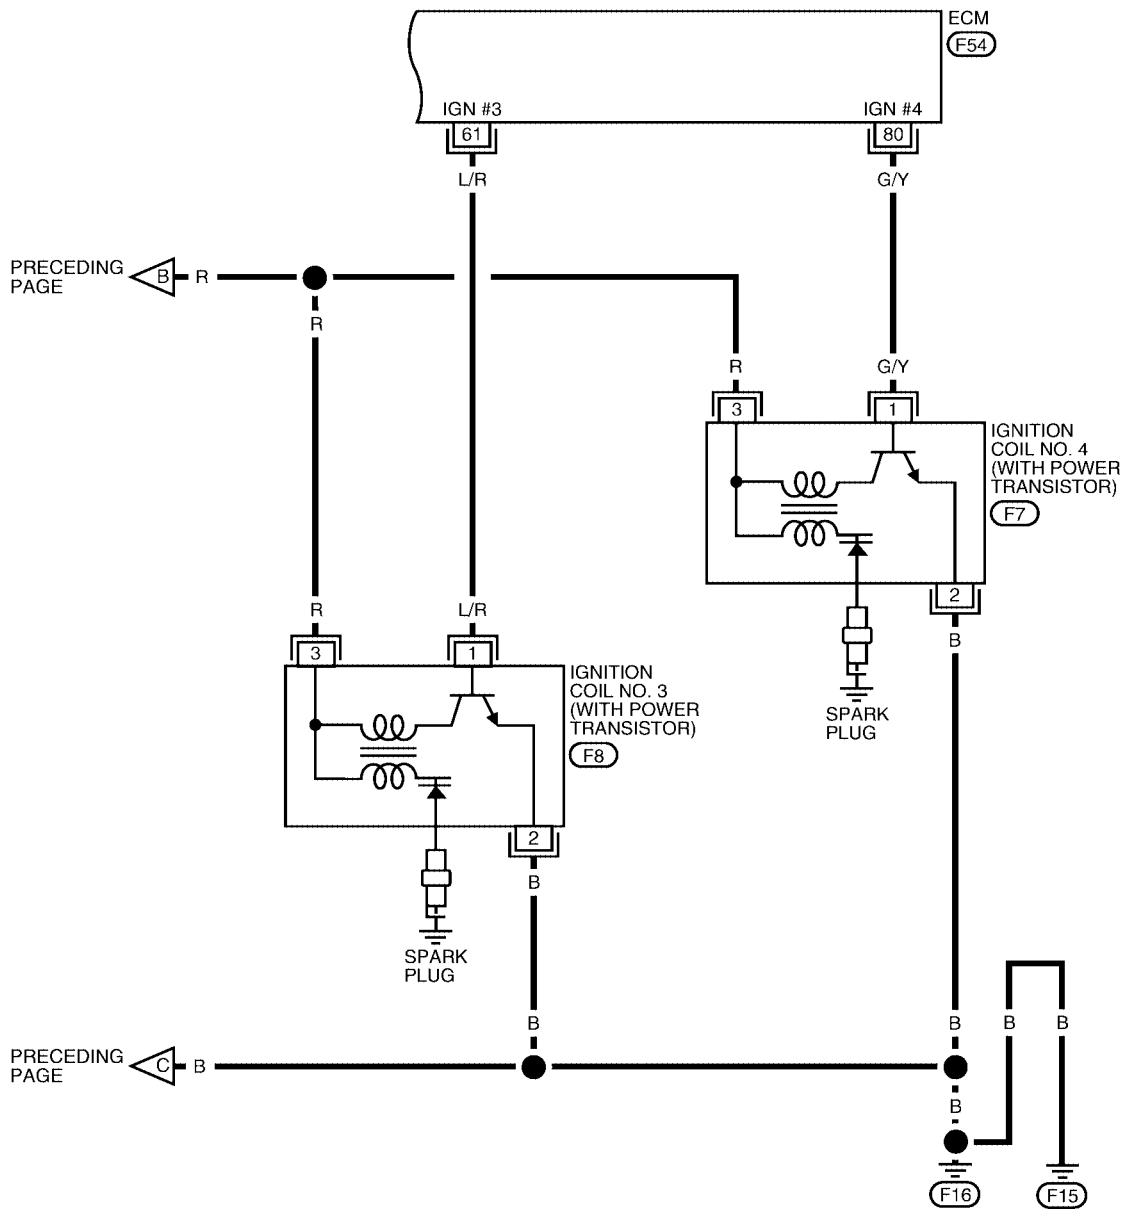 ECM
F54
IGN #3
IGN #4
61
80
L/R
G/Y
PRECEDING
PAGE
B
R
R
R
G/Y
3
1
IGNITION
COIL NO. 4
(WITH POWER
TRANSISTOR)
F7
2
B
R
L/R
3
1
IGNITION
COIL NO. 3
(WITH POWER
TRANSISTOR)
F8
SPARK
PLUG
2
B
SPARK
PLUG
B
B
B
B
PRECEDING
PAGE
C
B
B
F16
F15